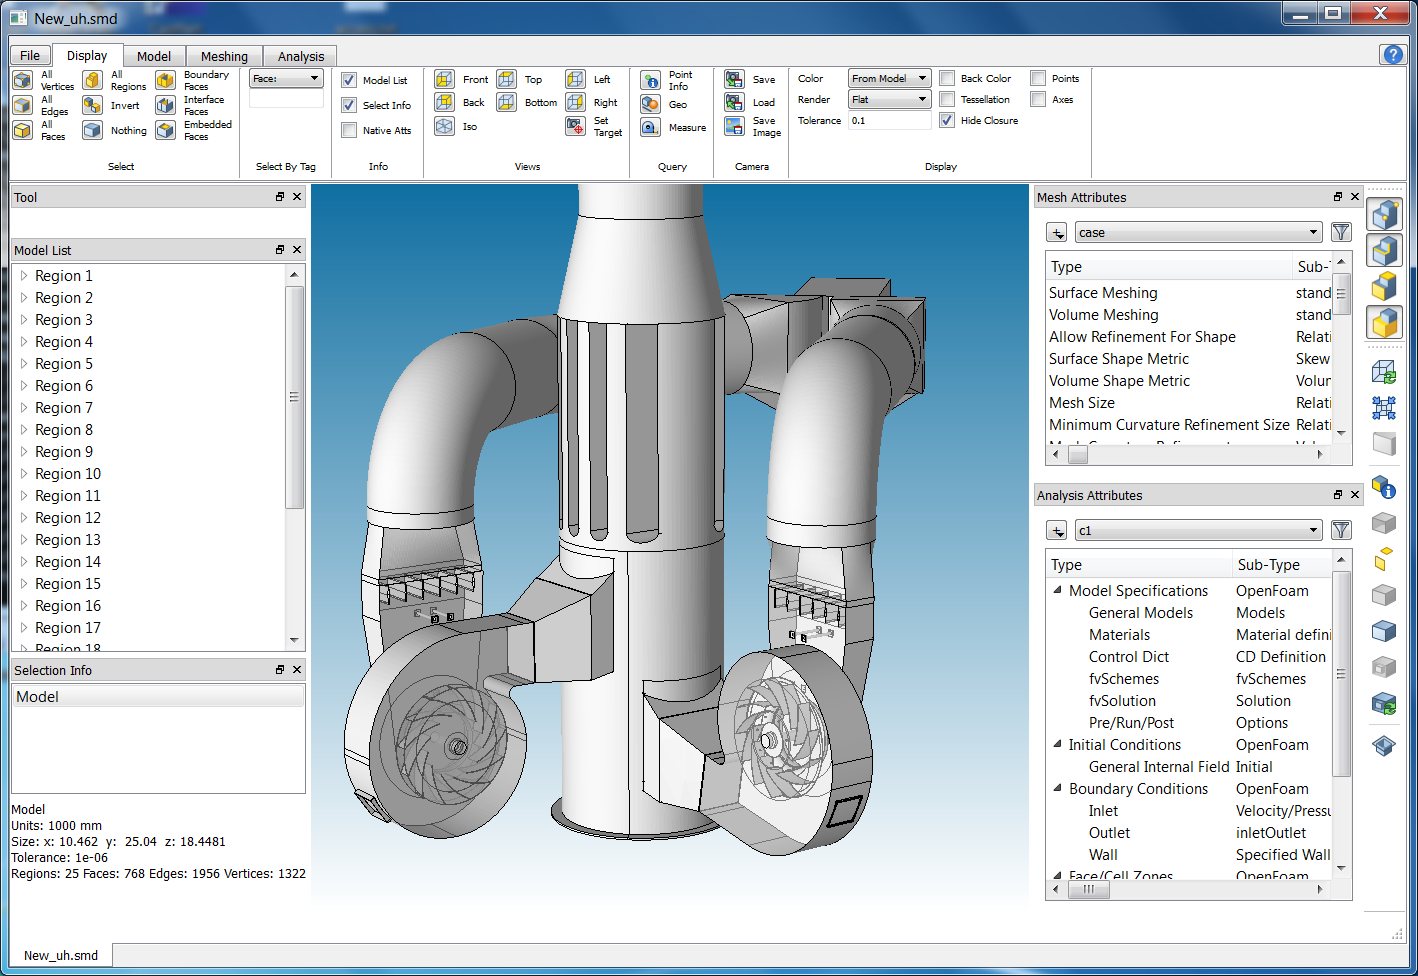 New_uh.smd
File Display Model Meshing Analysis
All Vertices
All Regions
Boundary Faces
All Edges
Invert
Interface Faces
All Faces
Nothing
Embedded Faces
Select
Face:
Select By Tag
Model List
Select Info
Native Atts
Info
Front Top Left
Back Bottom Right
Iso Set Target
Views
Point Info
Geo
Measure
Query
Save
Load
Save Image
Camera
Color From Model Back Color Points
Render Flat Tessellation Axes
Tolerance 0.1 Hide Closure
Display
Tool
Model List
Region 1
Region 2
Region 3
Region 4
Region 5
Region 6
Region 7
Region 8
Region 9
Region 10
Region 11
Region 12
Region 13
Region 14
Region 15
Region 16
Region 17
Region 18
Selection Info
Model
Model
Units: 1000 mm
Size: x: 10.462 y: 25.04 z: 18.4481
Tolerance: 1e-06
Regions: 25 Faces: 768 Edges: 1956 Vertices: 1322
New_uh.smd
Mesh Attributes
case
Type Sub-T
Surface Meshing stand
Volume Meshing stand
Allow Refinement For Shape Relati
Surface Shape Metric Skew
Volume Shape Metric Volun
Mesh Size Relati
Minimum Curvature Refinement Size Relati
Analysis Attributes
c1
Type Sub-Type
Model Specifications OpenFoam
General Models Models
Materials Material defini
Control Dict CD Definition
fvSchemes fvSchemes
fvSolution Solution
Pre/Run/Post Options
Initial Conditions OpenFoam
General Internal Field Initial
Boundary Conditions OpenFoam
Inlet Velocity/Pressu
Outlet inletOutlet
Wall Specified Wall
Face/Cell Zones OpenFoam